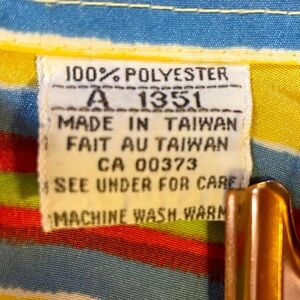 100% POLYESTER
A 1351
MADE IN TAIWAN
FAIT AU TAIWAN
CA 00373
SEE UNDER FOR CARE
MACHINE WASH WARM